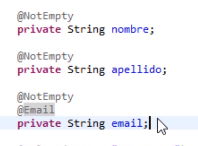 @NotEmpty
private String nombre;
@NotEmpty
private String apellido;
@NotEmpty
@Email
private String email;